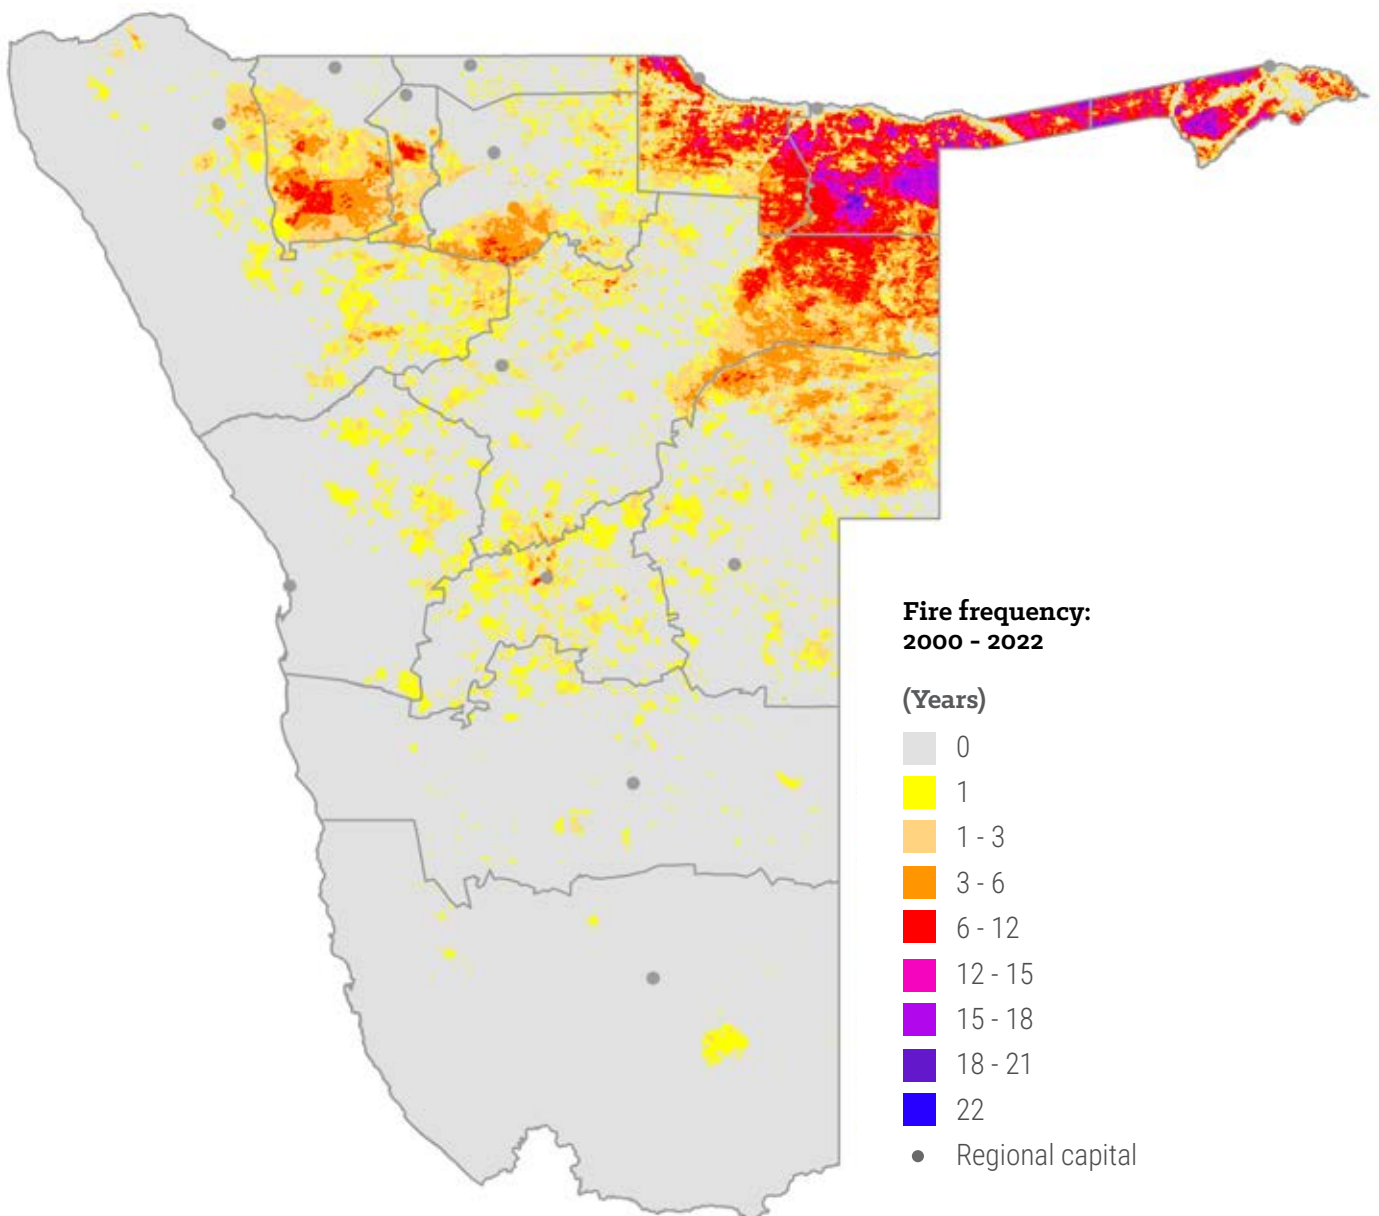 Fire frequency:
2000 - 2022
(Years)
0
1
1 - 3
3 - 6
6 - 12
12 - 15
15 - 18
18 - 21
22
Regional capital